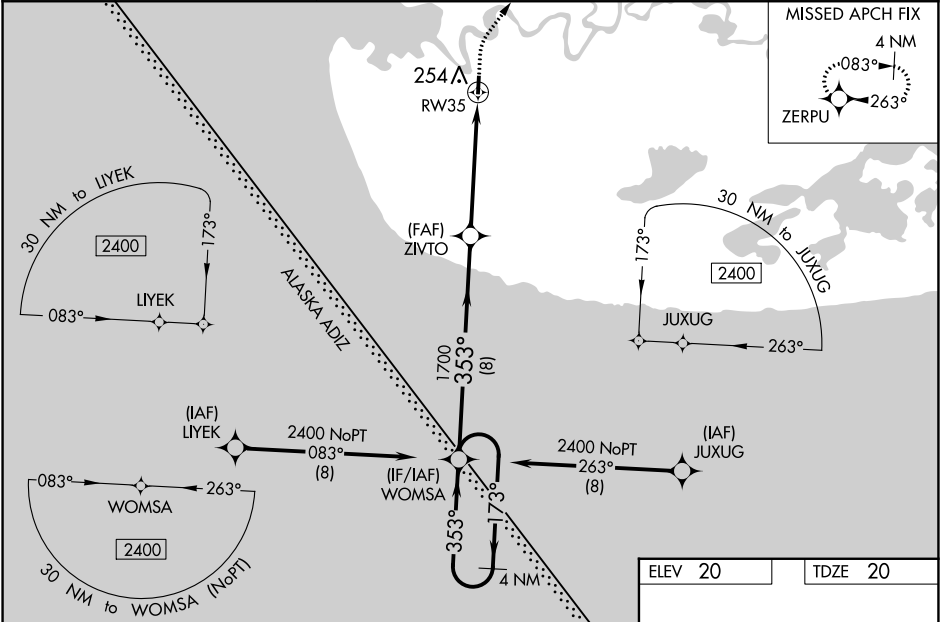 MISSED APCH FIX
4 NM
083°
263°
ZERPU
254
RW35
30 NM to LIYEK
2400
173°
LIYEK
083°
(FAF)
ZIVTO
ALASKA ADIZ
30 NM to JUXUG
173°
2400
JUXUG
263°
1700
353°
(8)
(IAF)
LIYEK
2400 NoPT
083°
(8)
(IF/IAF)
WOMSA
2400 NoPT
263°
(8)
(IAF)
JUXUG
083°
263°
WOMSA
2400
30 NM to WOMSA (NoPT)
353°
173°
4 NM
ELEV 20
TDZE 20